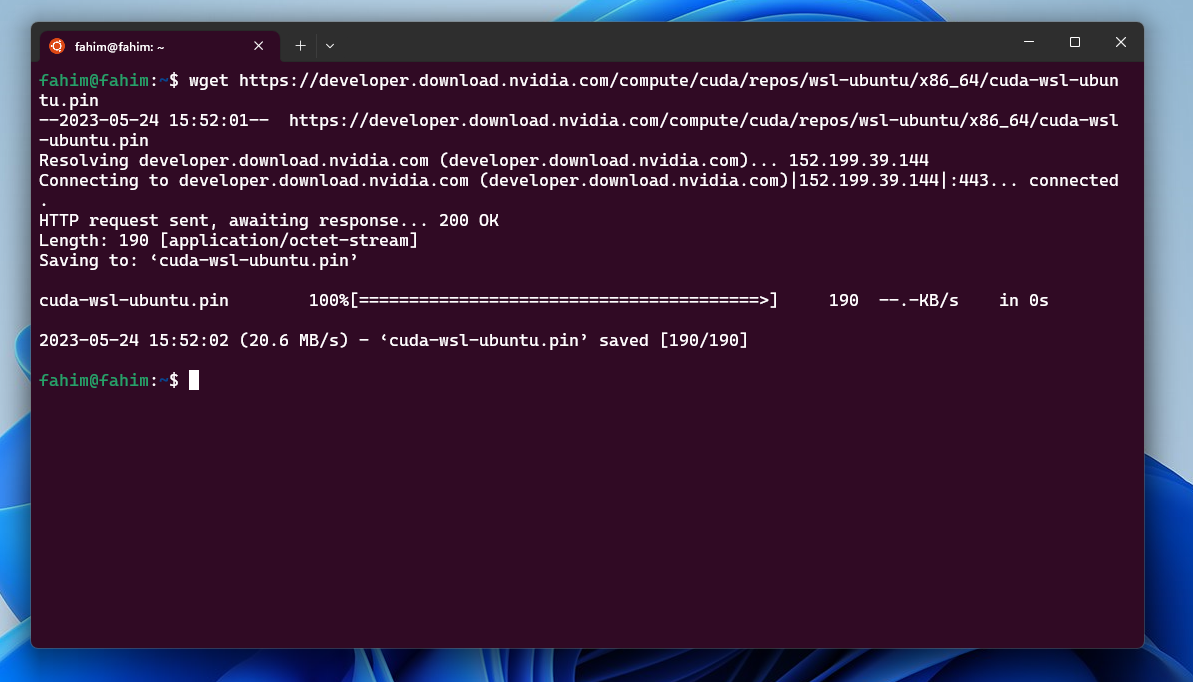 fahim@fahim: ~
fahim@fahim:~$ wget https://developer.download.nvidia.com/compute/cuda/repos/wsl-ubuntu/x86_64/cuda-wsl-ubun
tu.pin
--2023-05-24 15:52:01--  https://developer.download.nvidia.com/compute/cuda/repos/wsl-ubuntu/x86_64/cuda-wsl
-ubuntu.pin
Resolving developer.download.nvidia.com (developer.download.nvidia.com)... 152.199.39.144
Connecting to developer.download.nvidia.com (developer.download.nvidia.com)|152.199.39.144|:443... connected
.
HTTP request sent, awaiting response... 200 OK
Length: 190 [application/octet-stream]
Saving to: ‘cuda-wsl-ubuntu.pin’
cuda-wsl-ubuntu.pin        100%[========================================>]     190  --.-KB/s    in 0s
2023-05-24 15:52:02 (20.6 MB/s) - ‘cuda-wsl-ubuntu.pin’ saved [190/190]
fahim@fahim:~$